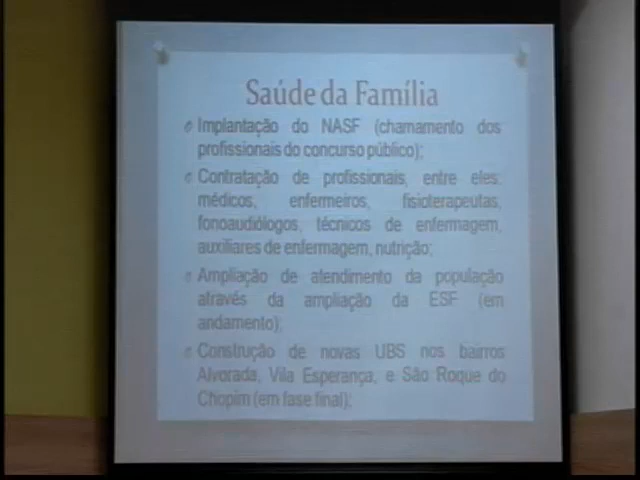 Saúde da Família
Implantação do NASF (chamamento dos
profissionais do concurso público);
Contratação de profissionais, entre eles:
médicos, enfermeiros, fisioterapeutas,
fonoaudiólogos, técnicos de enfermagem,
auxiliares de enfermagem, nutrição;
Ampliação de atendimento da população
através da ampliação da ESF (em
andamento);
Construção de novas UBS nos bairros
Alvorada, Vila Esperança, e São Roque do
Chopim (em fase final);